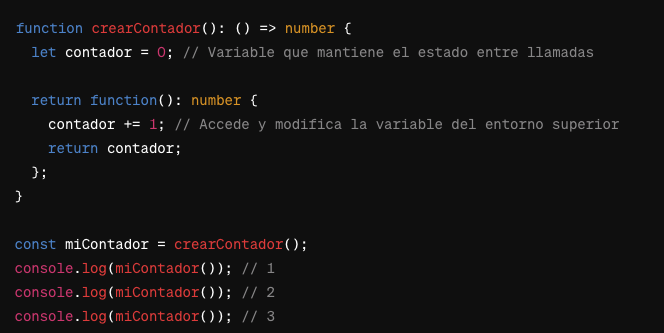 function crearContador(): () => number {
  let contador = 0; // Variable que mantiene el estado entre llamadas

  return function(): number {
    contador += 1; // Accede y modifica la variable del entorno superior
    return contador;
  };
}

const miContador = crearContador();
console.log(miContador()); // 1
console.log(miContador()); // 2
console.log(miContador()); // 3